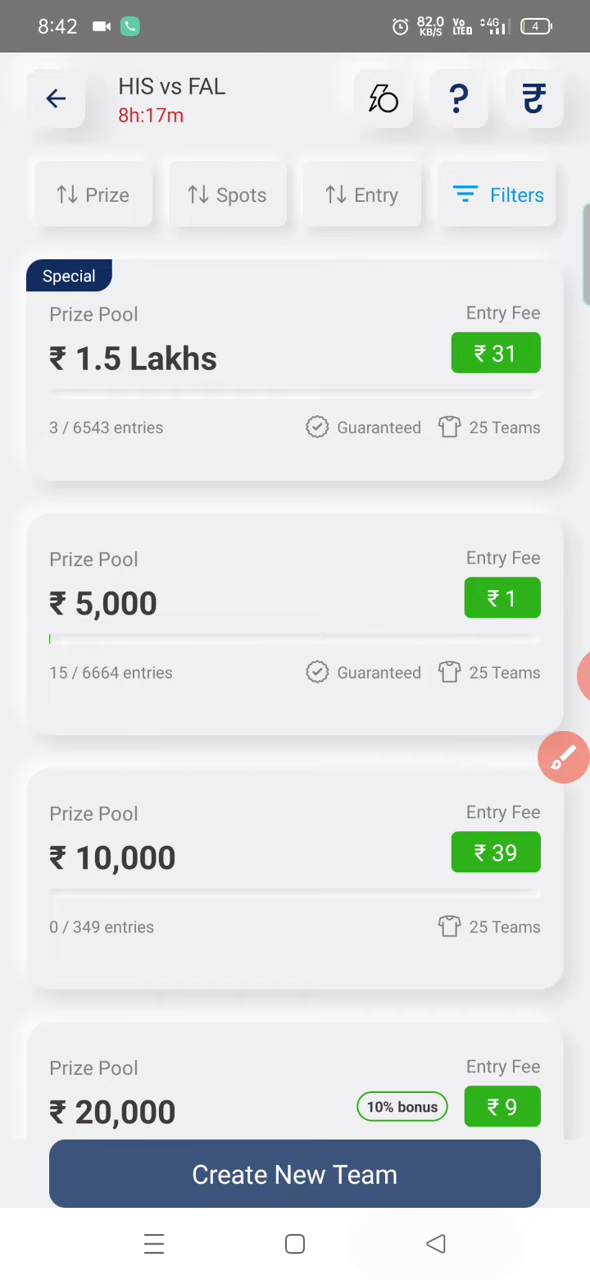 8:42
82.0 KB/S
Vo LTED
4G
4
HIS vs FAL
8h:17m
?
Prize
Spots
Entry
Filters
Special
Prize Pool
Entry Fee
₹ 1.5 Lakhs
₹ 31
3 / 6543 entries
Guaranteed
25 Teams
Prize Pool
Entry Fee
₹ 5,000
₹ 1
15 / 6664 entries
Guaranteed
25 Teams
Prize Pool
Entry Fee
₹ 10,000
₹ 39
0 / 349 entries
25 Teams
Prize Pool
Entry Fee
₹ 20,000
10% bonus
₹ 9
Create New Team